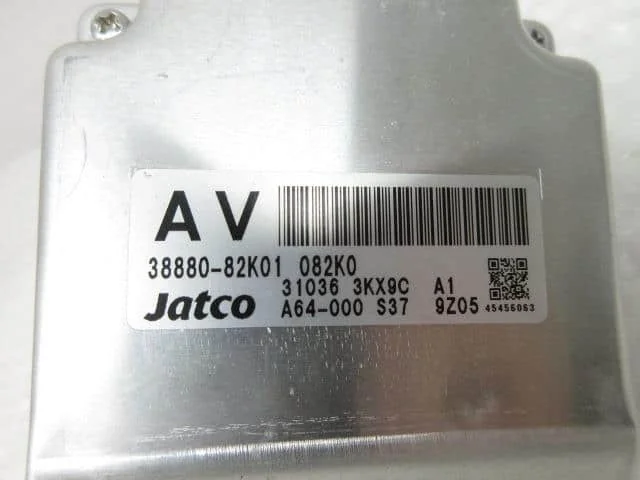 AV
38880-82K01 082K0
31036 3KX9C A1
Jatco A64-000 S37 9Z05 45456063